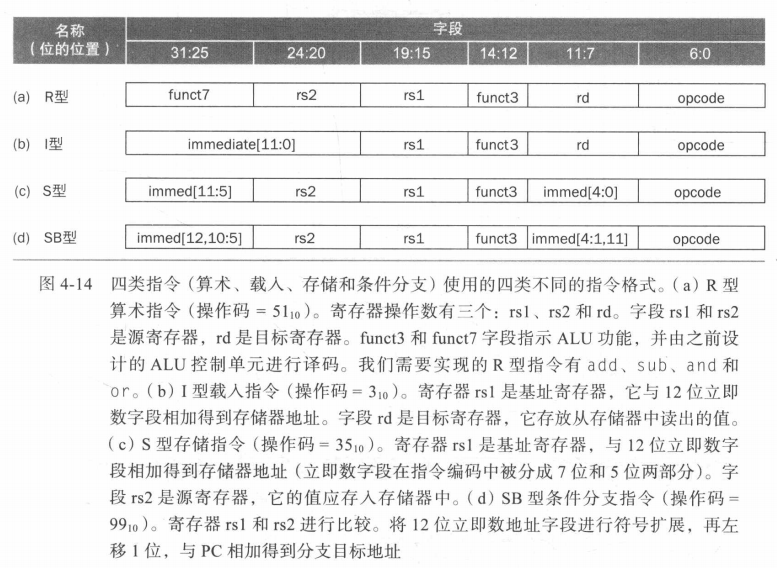 名称 字段
（位的位置） 31:25 24:20 19:15 14:12 11:7 6:0
(a) R型 funct7 rs2 rs1 funct3 rd opcode
(b) I型 immediate[11:0] rs1 funct3 rd opcode
(c) S型 immed[11:5] rs2 rs1 funct3 immed[4:0] opcode
(d) SB型 immed[12,10:5] rs2 rs1 funct3 immed[4:1,11] opcode
图 4-14 四类指令（算术、载入、存储和条件分支）使用的四类不同的指令格式。（a）R 型
算术指令（操作码 = 51₁₀）。寄存器操作数有三个：rs1、rs2 和 rd。字段 rs1 和 rs2
是源寄存器，rd 是目标寄存器。funct3 和 funct7 字段指示 ALU 功能，并由之前设
计的 ALU 控制单元进行译码。我们需要实现的 R 型指令有 add、sub、and 和
or。（b）I 型载入指令（操作码 = 3₁₀）。寄存器 rs1 是基址寄存器，它与 12 位立即
数字段相加得到存储器地址。字段 rd 是目标寄存器，它存放从存储器中读出的值。
（c）S 型存储指令（操作码 = 35₁₀）。寄存器 rs1 是基址寄存器，与 12 位立即数字
段相加得到存储器地址（立即数字段在指令编码中被分成 7 位和 5 位两部分）。字
段 rs2 是源寄存器，它的值应存入存储器中。（d）SB 型条件分支指令（操作码 =
99₁₀）。寄存器 rs1 和 rs2 进行比较。将 12 位立即数地址字段进行符号扩展，再左
移 1 位，与 PC 相加得到分支目标地址